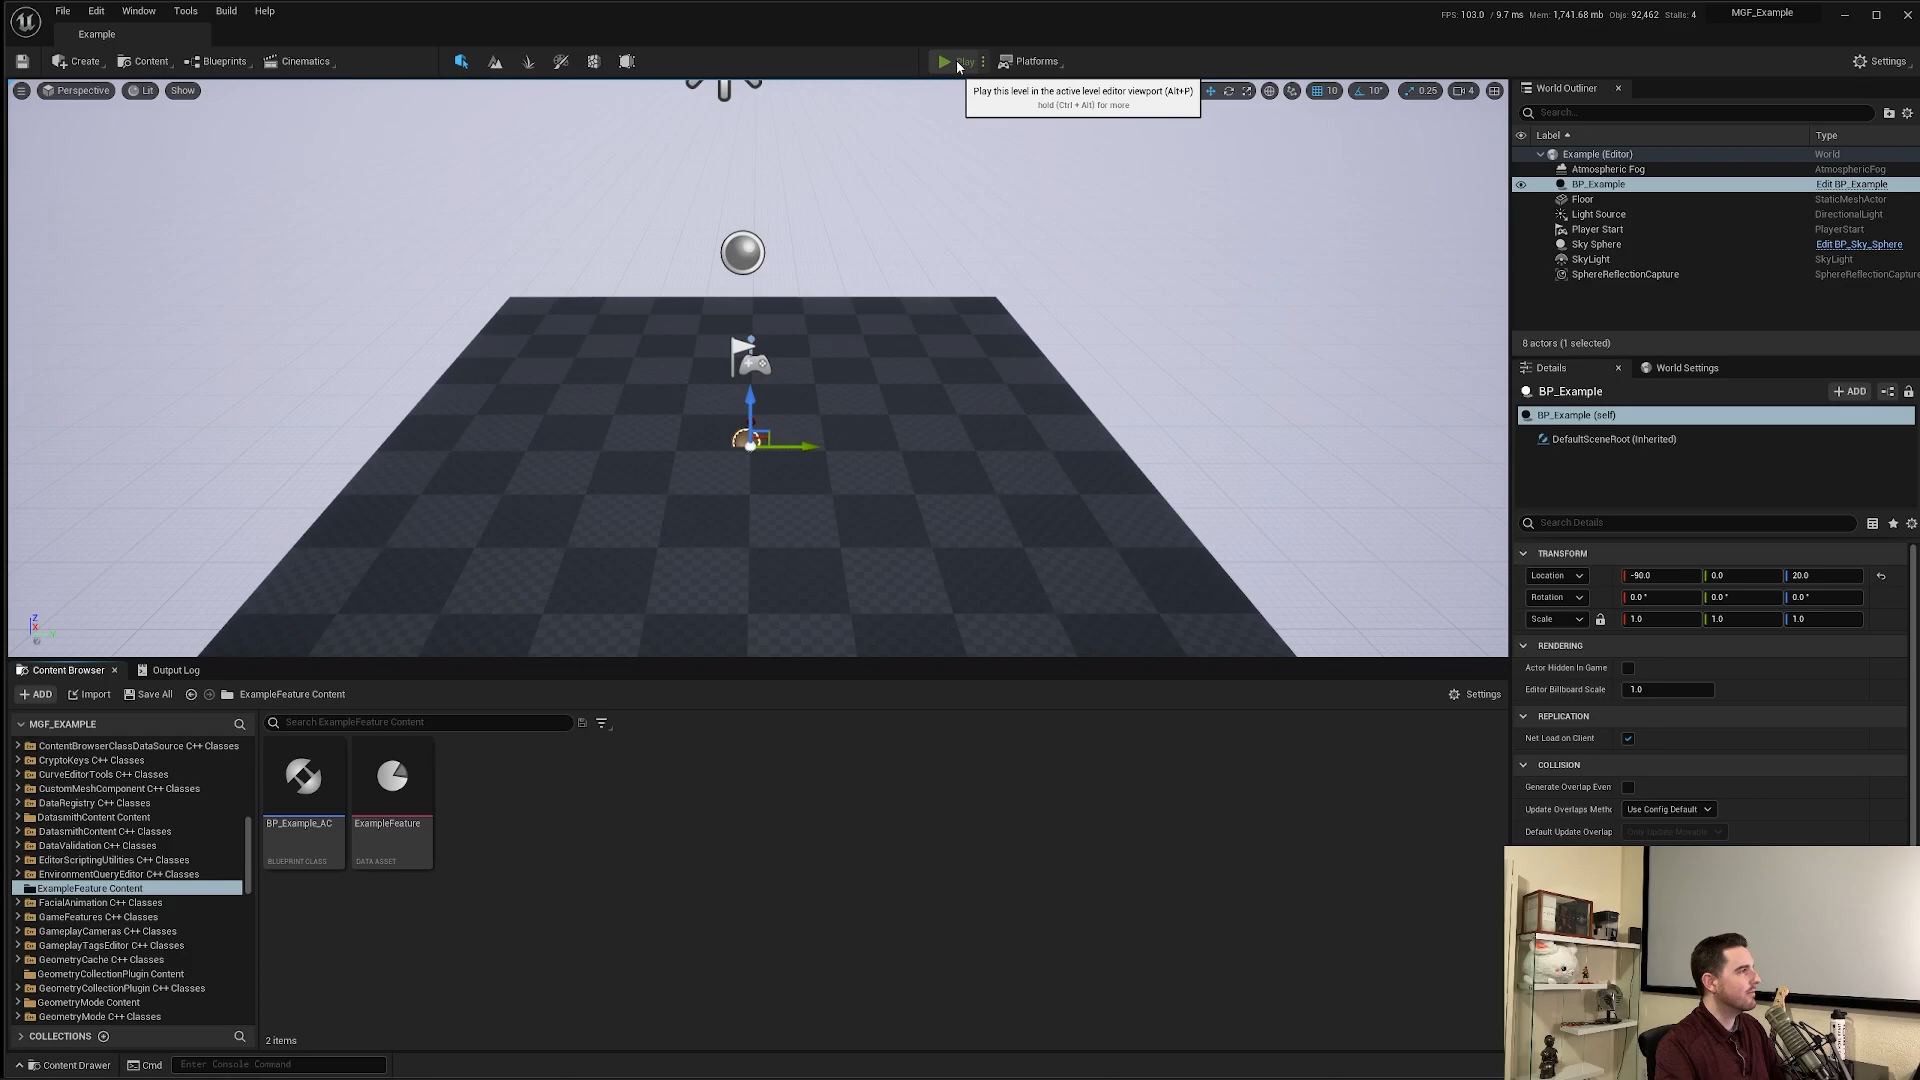 File Edit Window Tools Build Help
FPS: 103.0 / 9.7 ms Mem: 1,741.68 mb Objs: 92,462 Stalls: 4
MGF_Example
Example
Create
Content
Blueprints
Cinematics
Play
Platforms
Settings
Perspective
Lit
Show
Play this level in the active level editor viewport (Alt+P)
hold (Ctrl + Alt) for more
10
10°
0.25
4
World Outliner
Search...
Label
Type
Example (Editor) World
Atmospheric Fog AtmosphericFog
BP_Example Edit BP_Example
Floor StaticMeshActor
Light Source DirectionalLight
Player Start PlayerStart
Sky Sphere Edit BP_Sky_Sphere
SkyLight SkyLight
SphereReflectionCapture SphereReflectionCapture
8 actors (1 selected)
Details
World Settings
BP_Example
ADD
BP_Example (self)
DefaultSceneRoot (Inherited)
Search Details
TRANSFORM
Location -90.0 0.0 20.0
Rotation 0.0° 0.0° 0.0°
Scale 1.0 1.0 1.0
RENDERING
Actor Hidden In Game
Editor Billboard Scale 1.0
REPLICATION
Net Load on Client
COLLISION
Generate Overlap Even
Update Overlaps Metho Use Config Default
Default Update Overlap Only Update Movable
Z
X
Y
Content Browser
Output Log
ADD
Import
Save All
ExampleFeature Content
MGF_EXAMPLE
Search ExampleFeature Content
ContentBrowserClassDataSource C++ Classes
CryptoKeys C++ Classes
CurveEditorTools C++ Classes
CustomMeshComponent C++ Classes
DataRegistry C++ Classes
DatasmithContent Content
DatasmithContent C++ Classes
DataValidation C++ Classes
EditorScriptingUtilities C++ Classes
EnvironmentQueryEditor C++ Classes
ExampleFeature Content
FacialAnimation C++ Classes
GameFeatures C++ Classes
GameplayCameras C++ Classes
GameplayTagsEditor C++ Classes
GeometryCache C++ Classes
GeometryCollectionPlugin Content
GeometryCollectionPlugin C++ Classes
GeometryMode Content
GeometryMode C++ Classes
COLLECTIONS
BP_Example_AC
BLUEPRINT CLASS
ExampleFeature
DATA ASSET
2 items
Content Drawer
Cmd
Enter Console Command